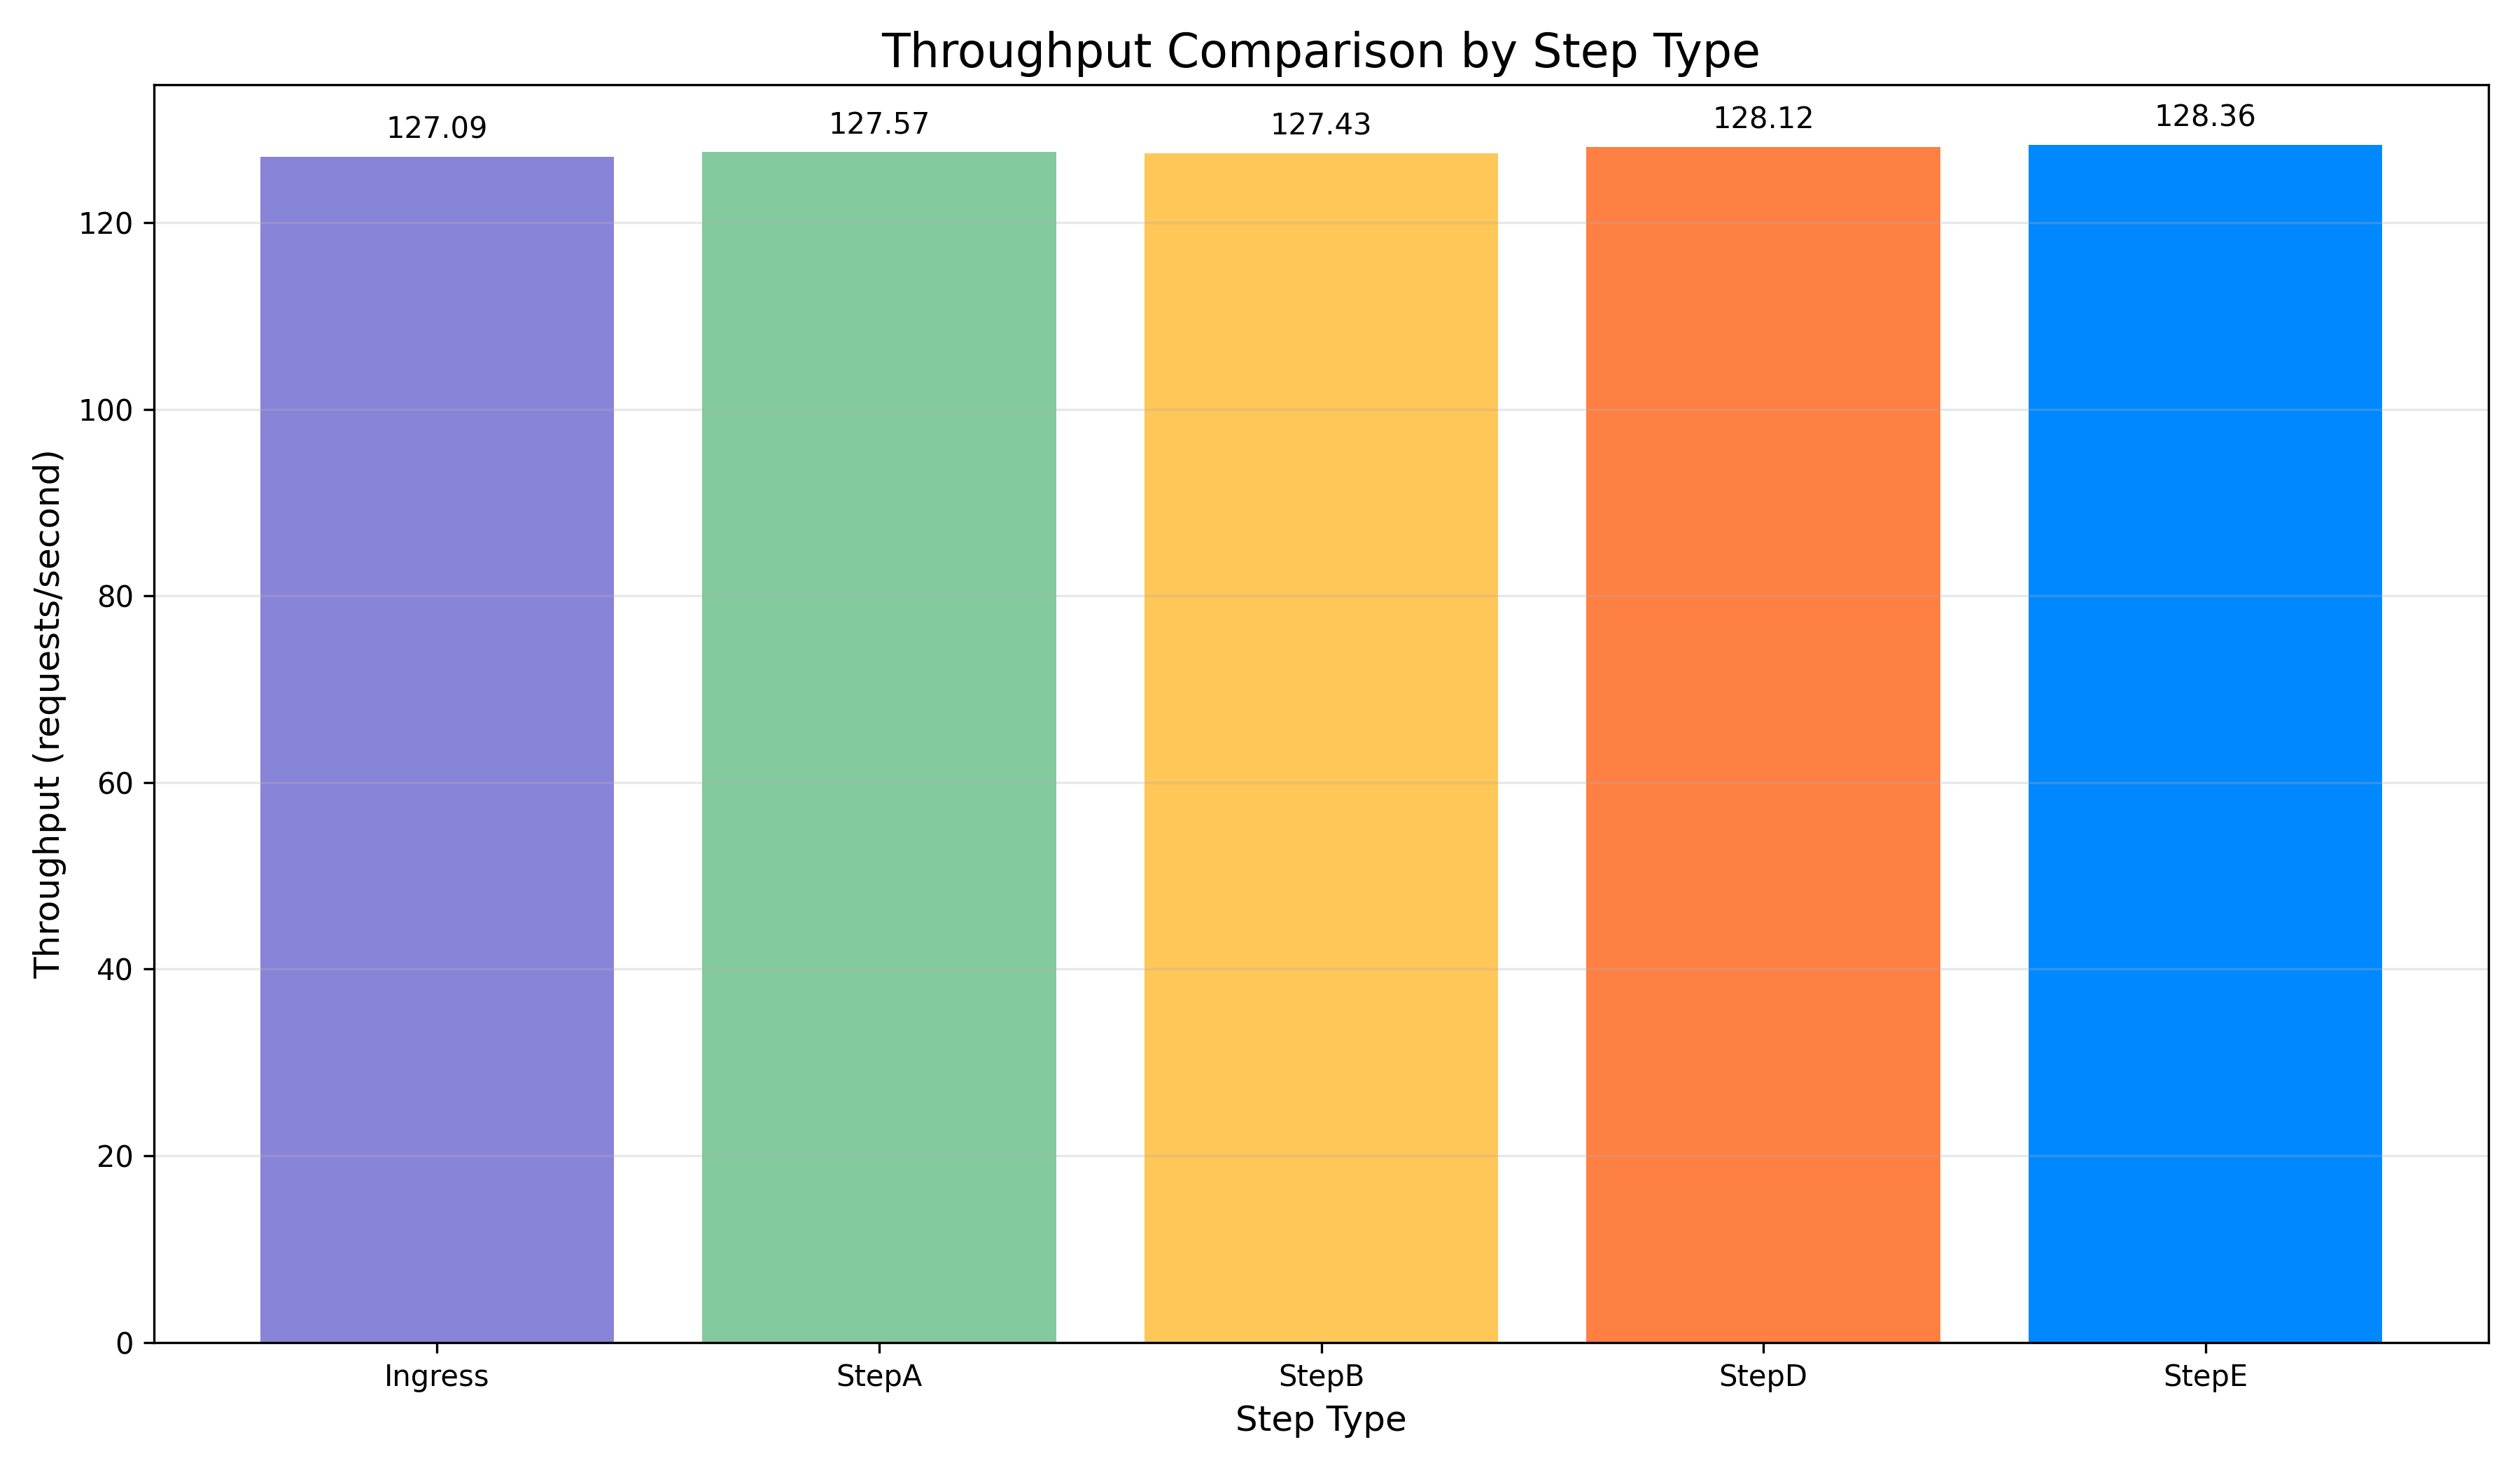 Throughput Comparison by Step Type
127.09 127.57 127.43 128.12 128.36
120
100
80
60
40
20
0
Throughput (requests/second)
Ingress StepA StepB StepD StepE
Step Type